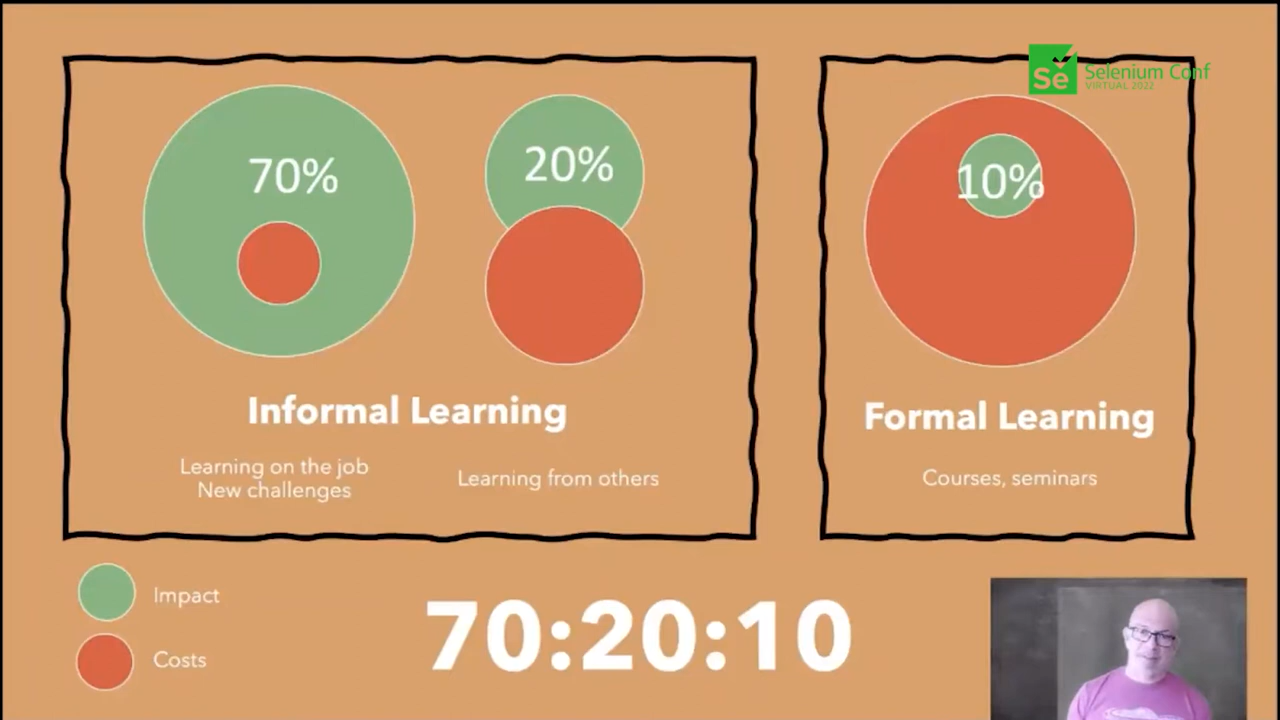 Se Selenium Conf
VIRTUAL 2022
70%
20%
10%
Informal Learning
Learning on the job
New challenges
Learning from others
Formal Learning
Courses, seminars
Impact
Costs
70:20:10